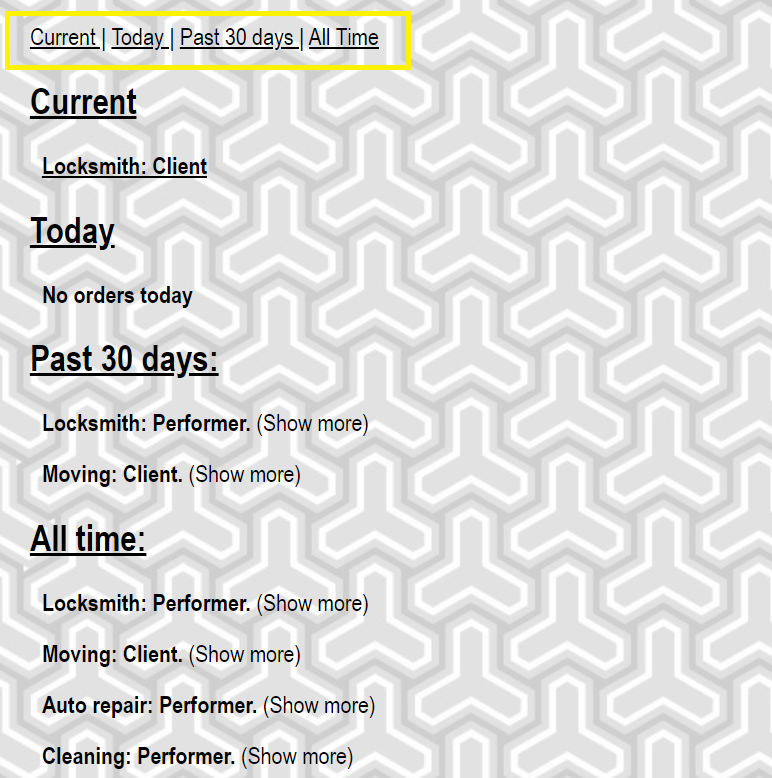 Current | Today | Past 30 days | All Time
Current
Locksmith: Client
Today
No orders today
Past 30 days:
Locksmith: Performer. (Show more)
Moving: Client. (Show more)
All time:
Locksmith: Performer. (Show more)
Moving: Client. (Show more)
Auto repair: Performer. (Show more)
Cleaning: Performer. (Show more)